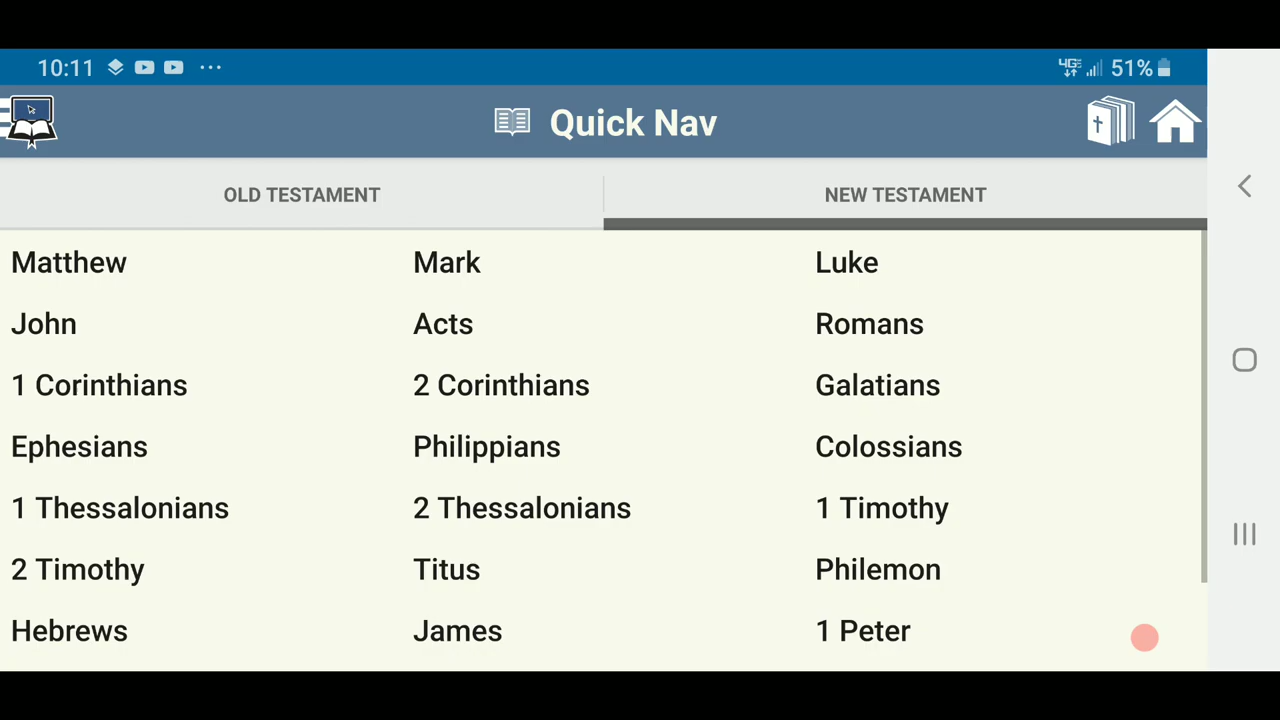 10:11 ... 4GE 51%
Quick Nav
OLD TESTAMENT NEW TESTAMENT
Matthew Mark Luke
John Acts Romans
1 Corinthians 2 Corinthians Galatians
Ephesians Philippians Colossians
1 Thessalonians 2 Thessalonians 1 Timothy
2 Timothy Titus Philemon
Hebrews James 1 Peter